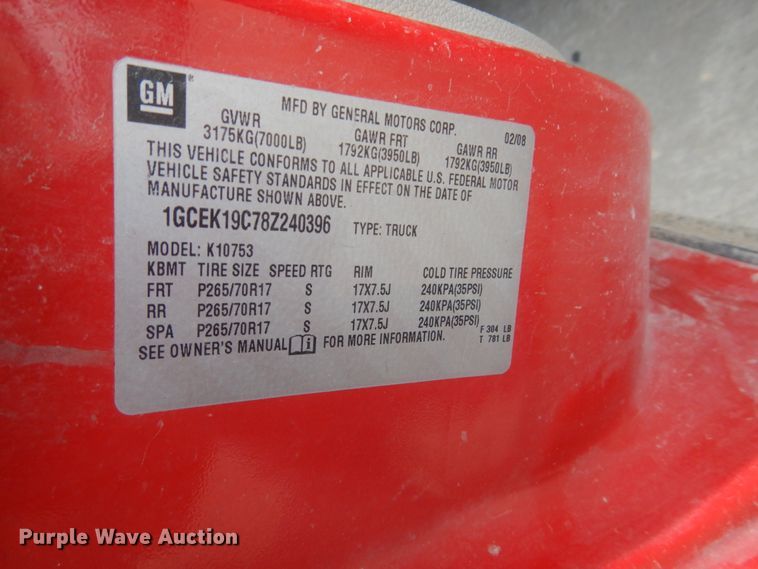 GM
MFD BY GENERAL MOTORS CORP. 02/08
GVWR GAWR FRT GAWR RR
3175KG(7000LB) 1792KG(3950LB) 1792KG(3950LB)
THIS VEHICLE CONFORMS TO ALL APPLICABLE U.S. FEDERAL MOTOR
VEHICLE SAFETY STANDARDS IN EFFECT ON THE DATE OF
MANUFACTURE SHOWN ABOVE.
1GCEK19C78Z240396 TYPE: TRUCK
MODEL: K10753
KBMT TIRE SIZE SPEED RTG RIM COLD TIRE PRESSURE
FRT P265/70R17 S 17X7.5J 240KPA(35PSI)
RR P265/70R17 S 17X7.5J 240KPA(35PSI)
SPA P265/70R17 S 17X7.5J 240KPA(35PSI)
F 304 LB
T 781 LB
SEE OWNER'S MANUAL FOR MORE INFORMATION.
Purple Wave Auction